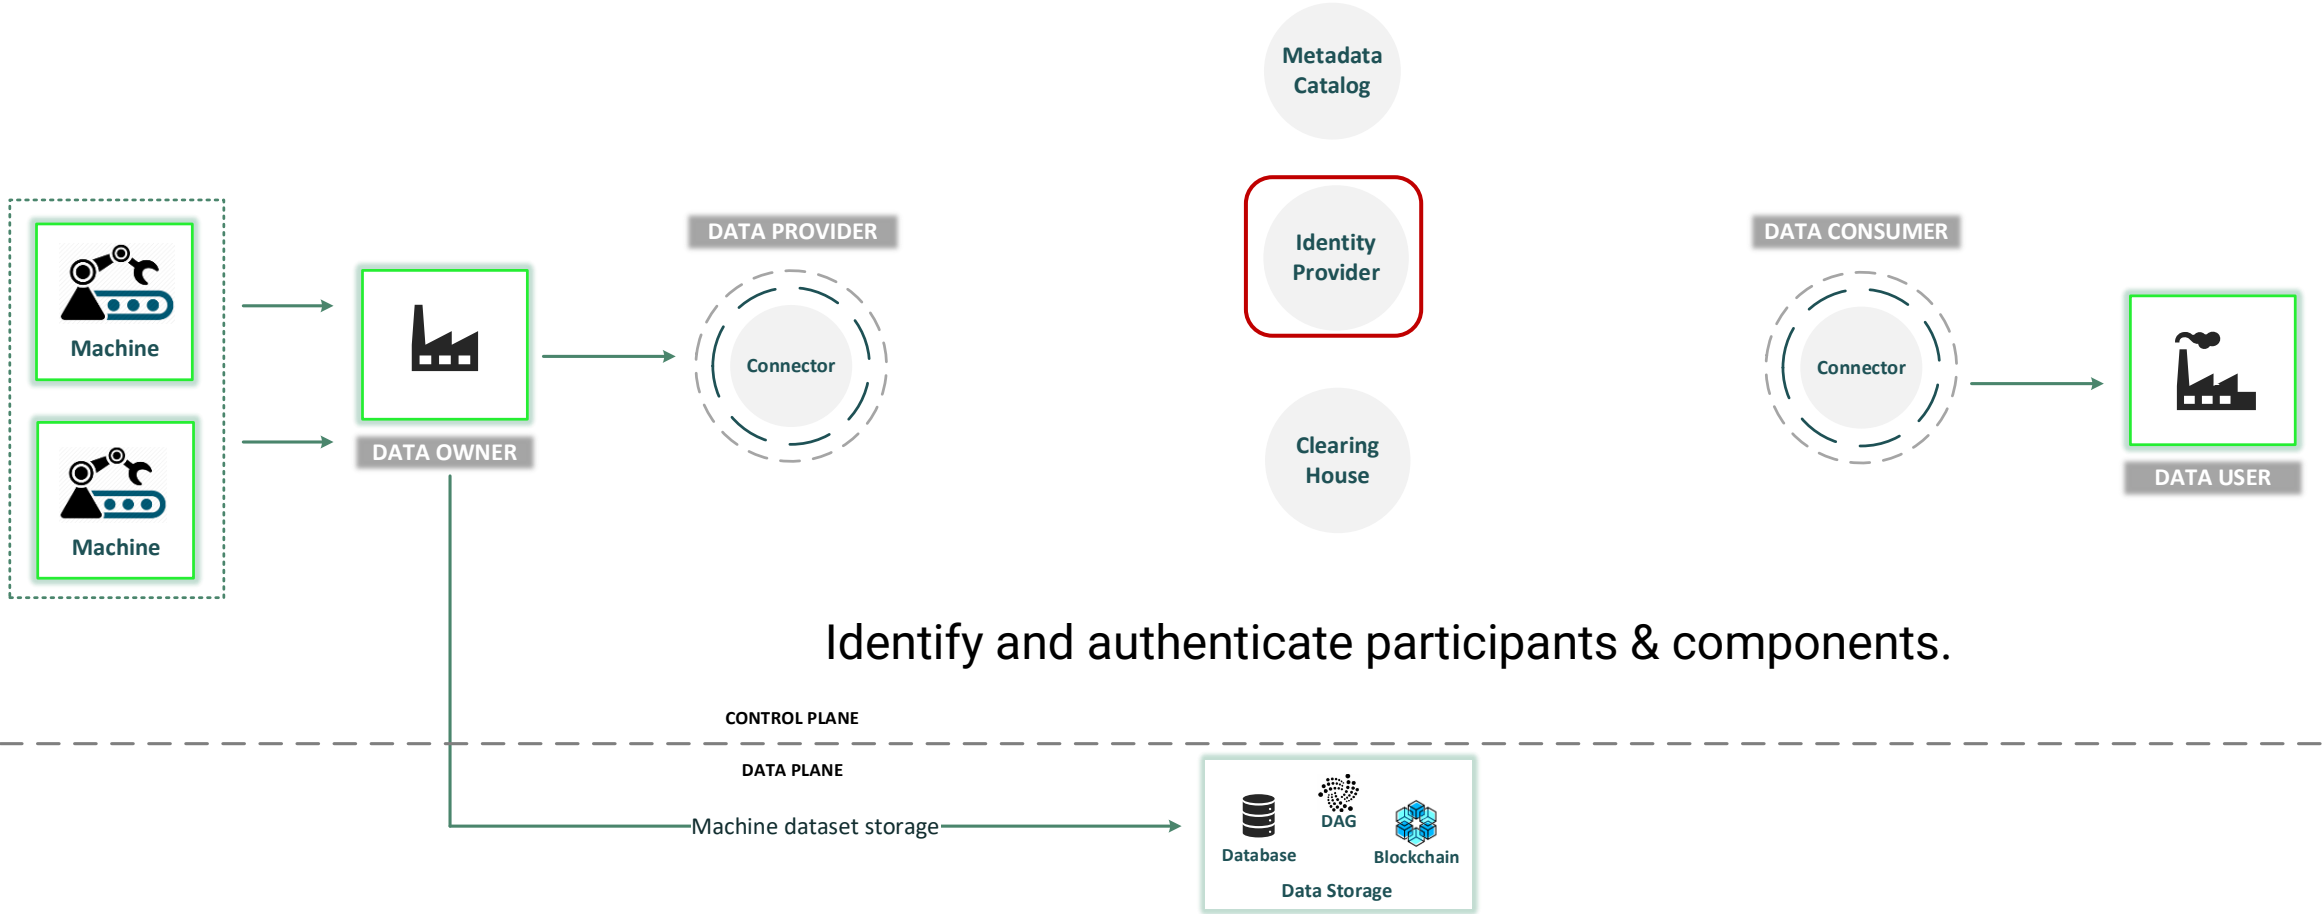 Metadata
Catalog
Identity
Provider
Clearing
House
DATA PROVIDER
Connector
DATA CONSUMER
Connector
Machine
Machine
DATA OWNER
DATA USER
Identify and authenticate participants & components.
CONTROL PLANE
DATA PLANE
Machine dataset storage
DAG
Database
Blockchain
Data Storage